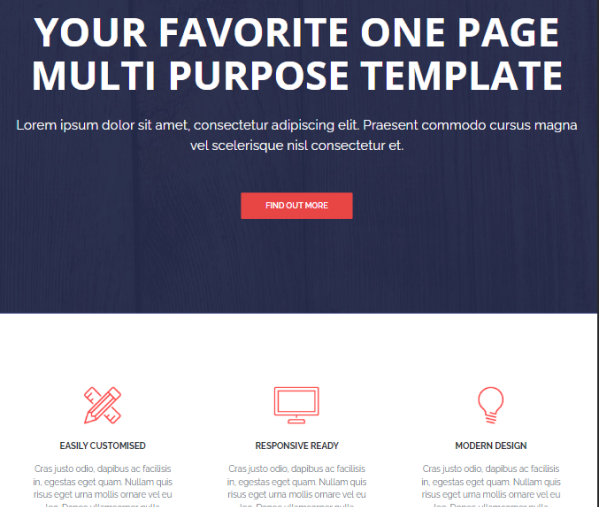 YOUR FAVORITE ONE PAGE
MULTI PURPOSE TEMPLATE
Lorem ipsum dolor sit amet, consectetur adipiscing elit. Praesent commodo cursus magna
vel scelerisque nisl consectetur et.
FIND OUT MORE
EASILY CUSTOMISED
Cras justo odio, dapibus ac facilisis
in, egestas eget quam. Nullam quis
risus eget urna mollis ornare vel eu
RESPONSIVE READY
Cras justo odio, dapibus ac facilisis
in, egestas eget quam. Nullam quis
risus eget urna mollis ornare vel eu
MODERN DESIGN
Cras justo odio, dapibus ac facilisis
in, egestas eget quam. Nullam quis
risus eget urna mollis ornare vel eu